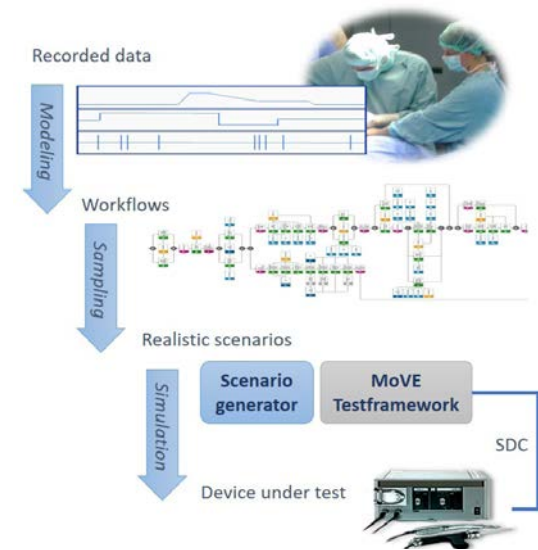 Recorded data
Modeling
Workflows
Sampling
Realistic scenarios
Simulation
Scenario
generator
MoVE
Testframework
SDC
Device under test